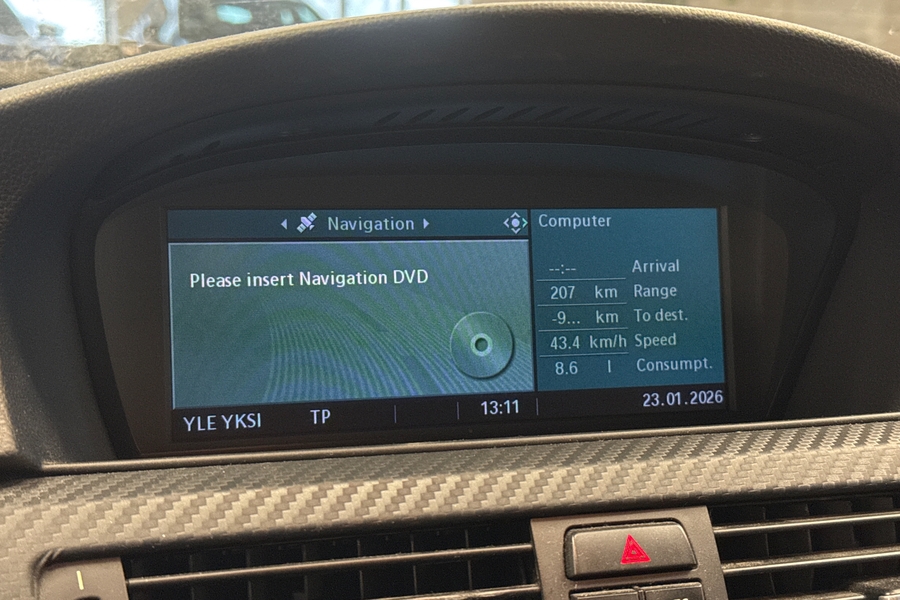 Navigation
Please insert Navigation DVD
Computer
--:-- Arrival
207 km Range
-9... km To dest.
43.4 km/h Speed
8.6 l Consumpt.
YLE YKSI TP 13:11 23.01.2026